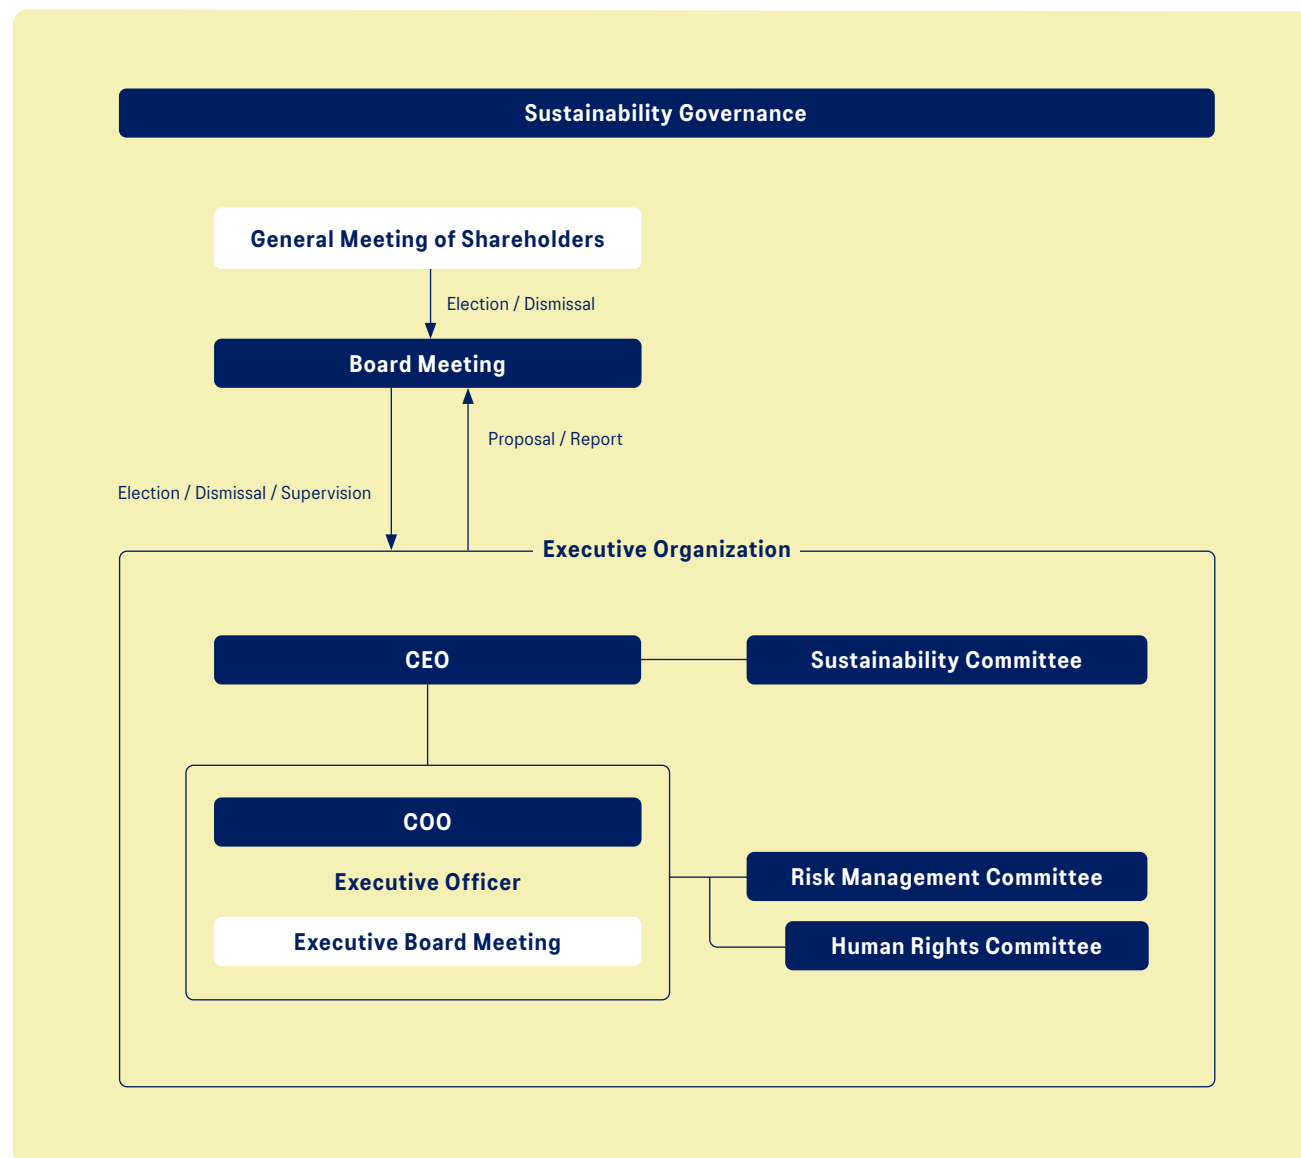 Sustainability Governance
General Meeting of Shareholders
Election / Dismissal
Board Meeting
Proposal / Report
Election / Dismissal / Supervision
Executive Organization
CEO
Sustainability Committee
COO
Executive Officer
Executive Board Meeting
Risk Management Committee
Human Rights Committee